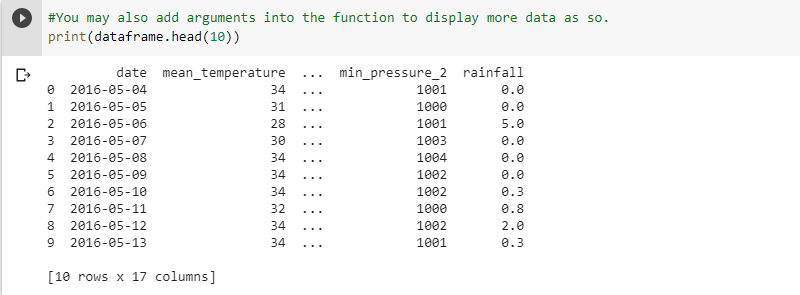 #You may also add arguments into the function to display more data as so.
print(dataframe.head(10))
date mean_temperature ... min_pressure_2 rainfall
0 2016-05-04 34 ... 1001 0.0
1 2016-05-05 31 ... 1000 0.0
2 2016-05-06 28 ... 1001 5.0
3 2016-05-07 30 ... 1003 0.0
4 2016-05-08 34 ... 1004 0.0
5 2016-05-09 34 ... 1002 0.0
6 2016-05-10 34 ... 1002 0.3
7 2016-05-11 32 ... 1000 0.8
8 2016-05-12 34 ... 1002 2.0
9 2016-05-13 34 ... 1001 0.3
[10 rows x 17 columns]